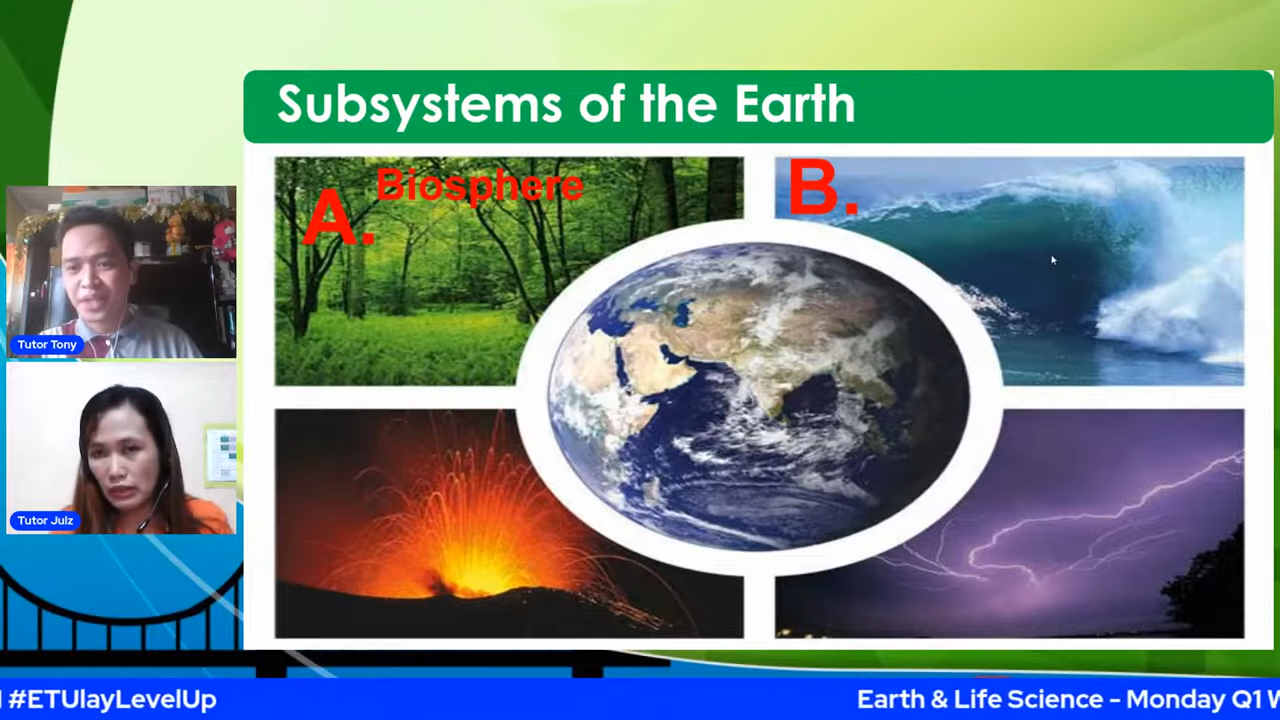 Subsystems of the Earth
A.
Biosphere
B.
Tutor Tony
Tutor Julz
#ETUlayLevelUp
Earth & Life Science - Monday Q1